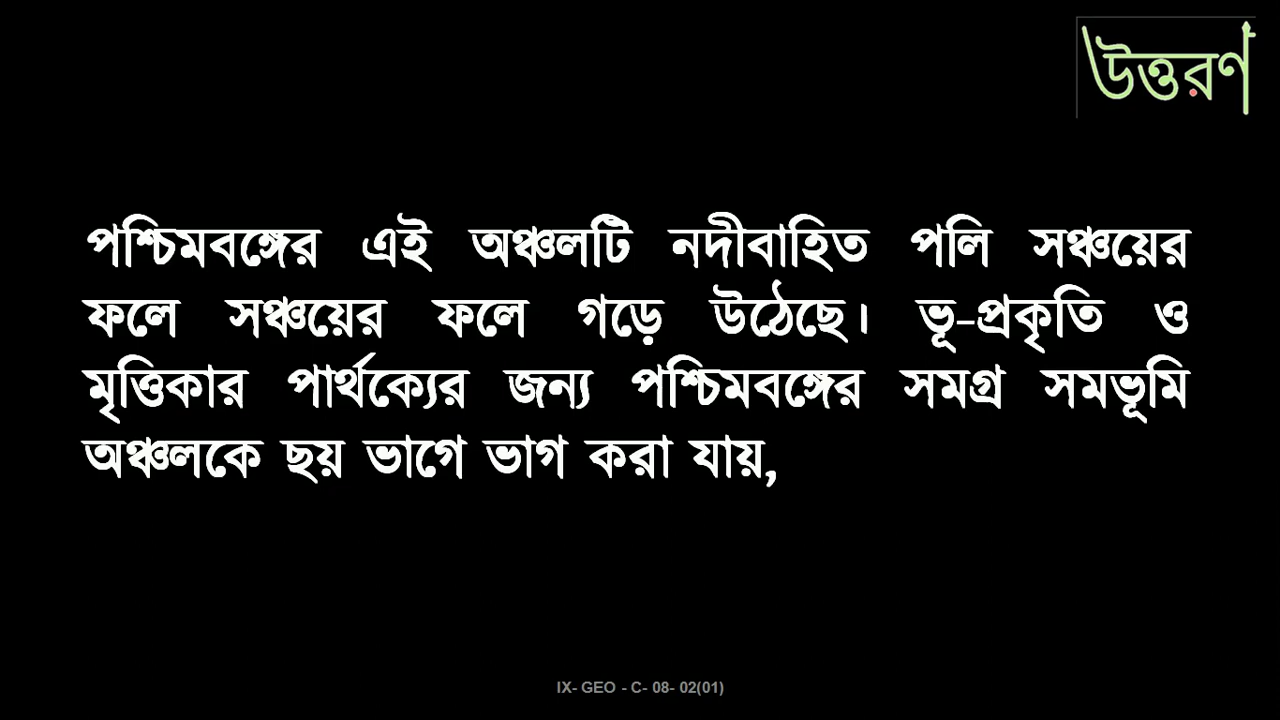 উত্তরণ
পশ্চিমবঙ্গের এই অঞ্চলটি নদীবাহিত পলি সঞ্চয়ের
ফলে সঞ্চয়ের ফলে গড়ে উঠেছে। ভূ-প্রকৃতি ও
মৃত্তিকার পার্থক্যের জন্য পশ্চিমবঙ্গের সমগ্র সমভূমি
অঞ্চলকে ছয় ভাগে ভাগ করা যায়,
IX- GEO - C- 08- 02(01)